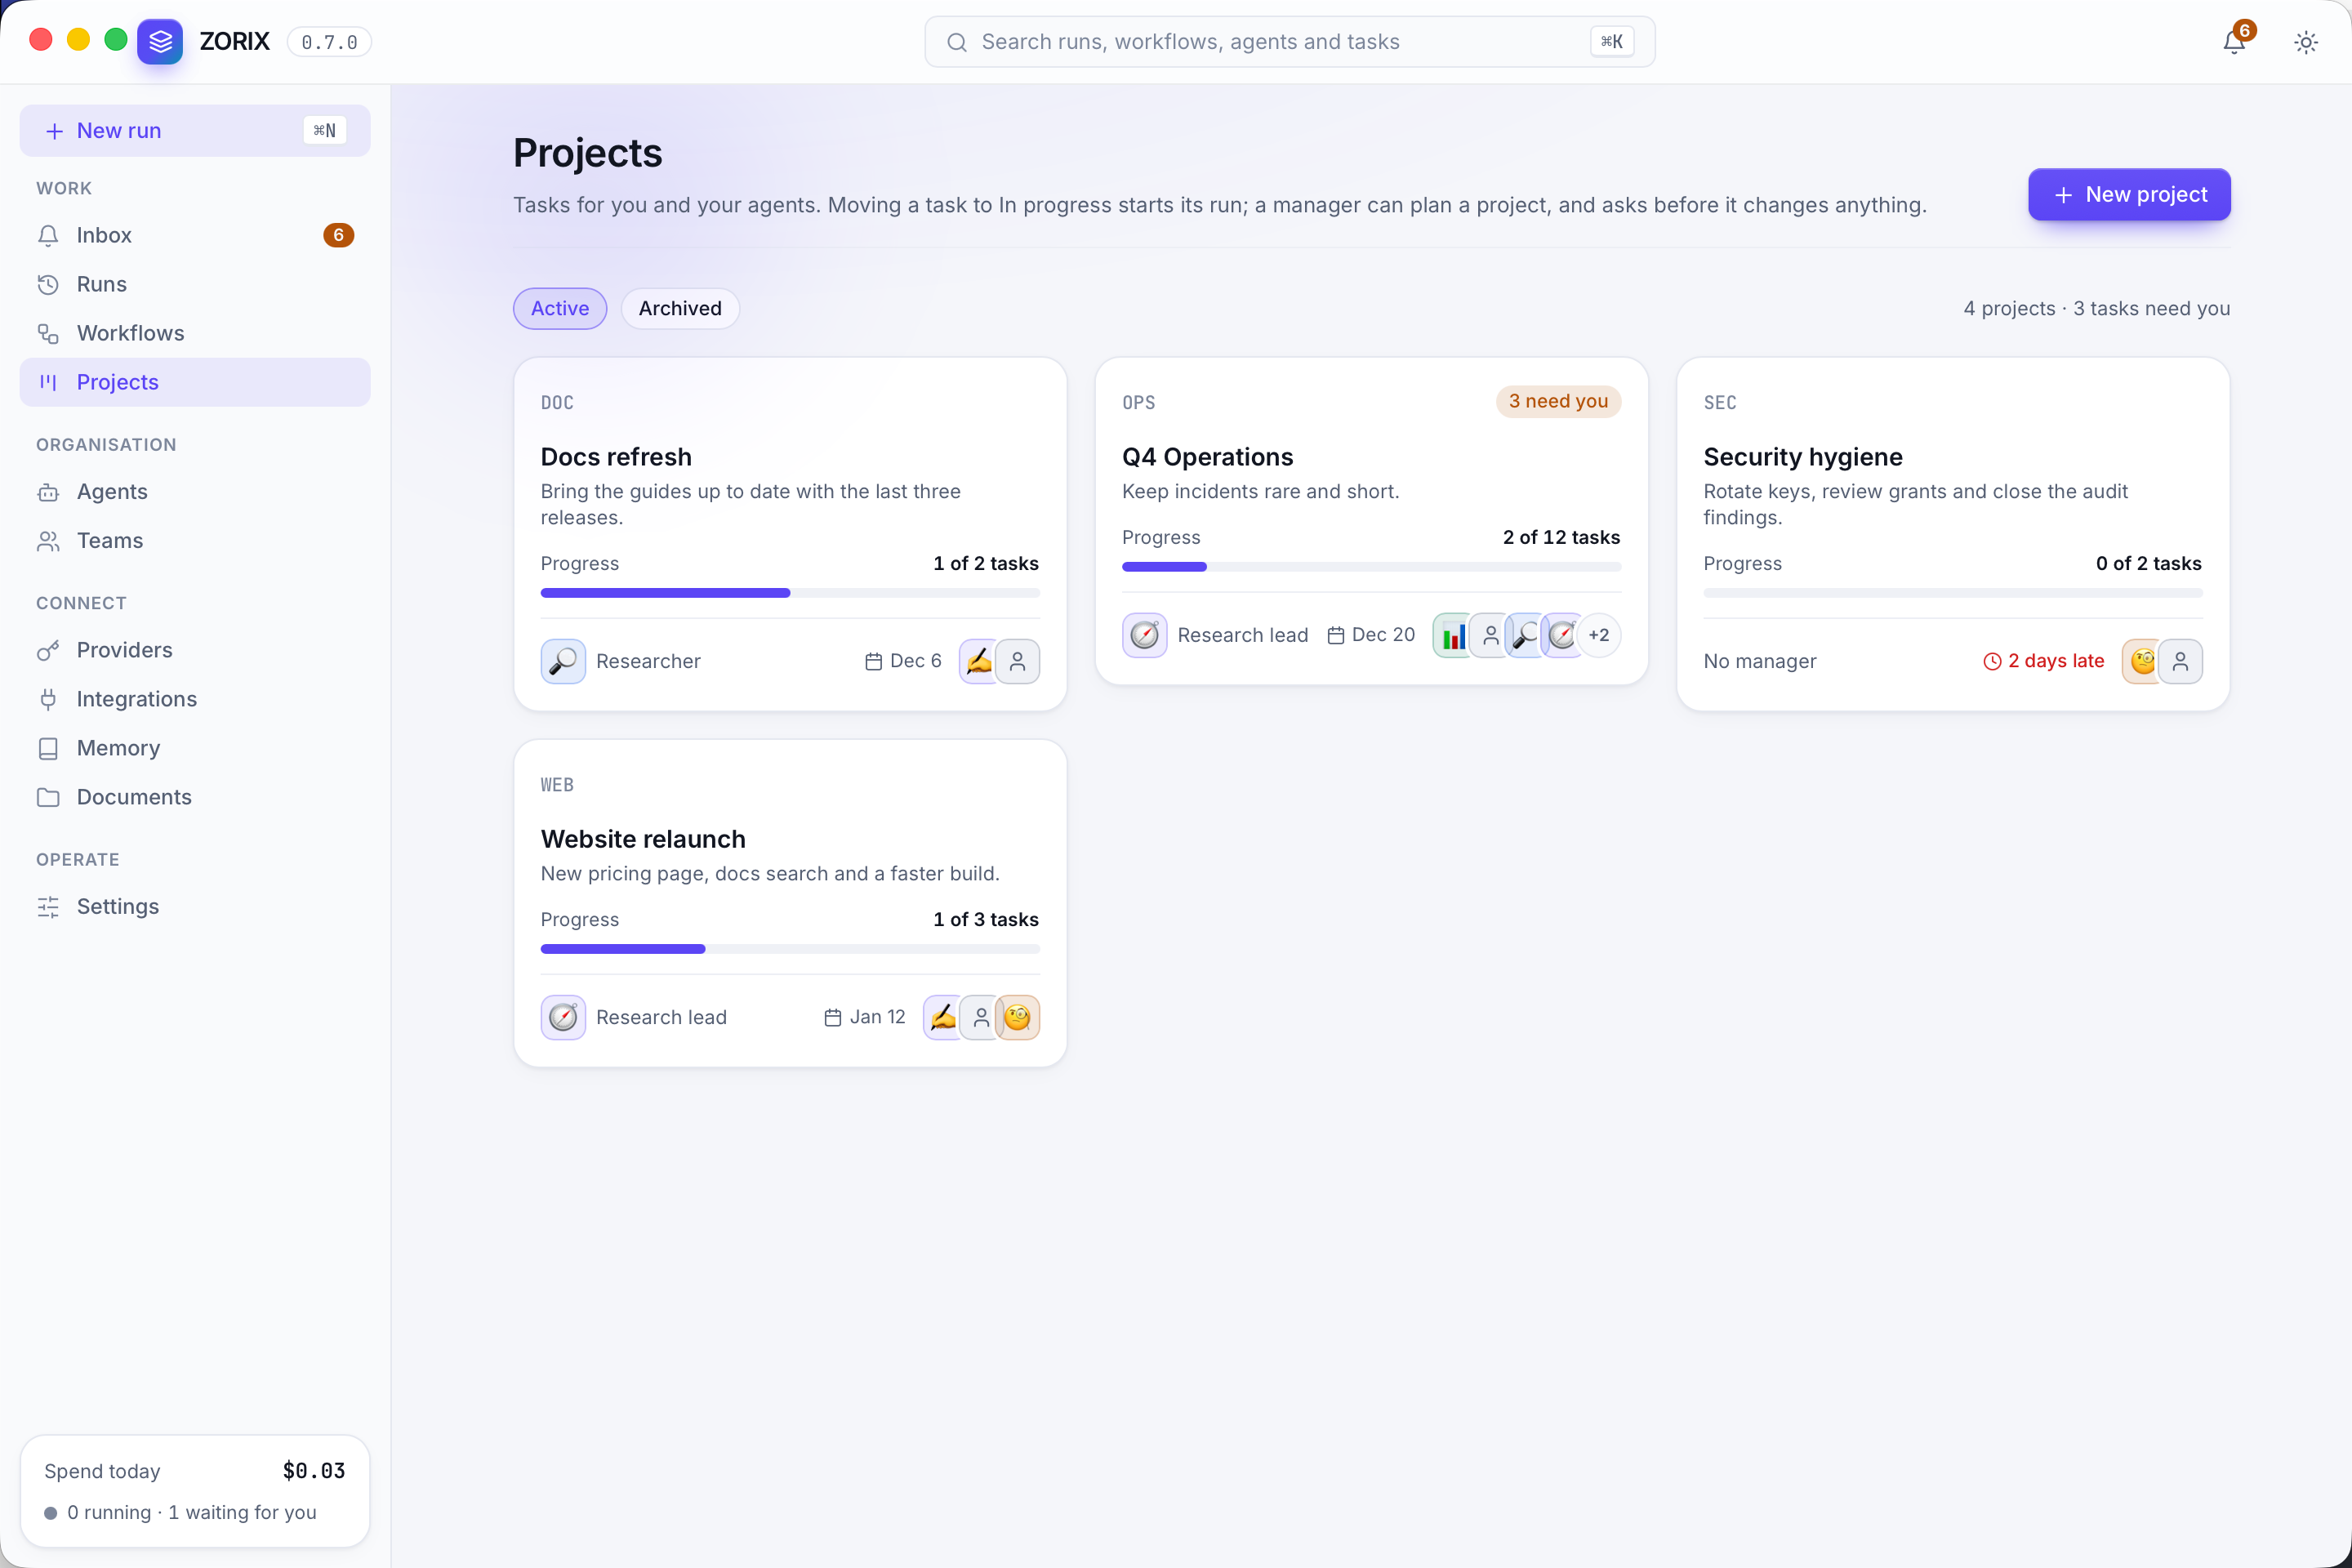 ZORIX 0.7.0
Search runs, workflows, agents and tasks ⌘K
6
New run ⌘N
WORK
Inbox 6
Runs
Workflows
Projects
ORGANISATION
Agents
Teams
CONNECT
Providers
Integrations
Memory
Documents
OPERATE
Settings
Spend today $0.03
0 running · 1 waiting for you
Projects
Tasks for you and your agents. Moving a task to In progress starts its run; a manager can plan a project, and asks before it changes anything.
New project
Active Archived
4 projects · 3 tasks need you
DOC
Docs refresh
Bring the guides up to date with the last three
releases.
Progress 1 of 2 tasks
Researcher Dec 6
OPS 3 need you
Q4 Operations
Keep incidents rare and short.
Progress 2 of 12 tasks
Research lead Dec 20 +2
SEC
Security hygiene
Rotate keys, review grants and close the audit
findings.
Progress 0 of 2 tasks
No manager 2 days late
WEB
Website relaunch
New pricing page, docs search and a faster build.
Progress 1 of 3 tasks
Research lead Jan 12